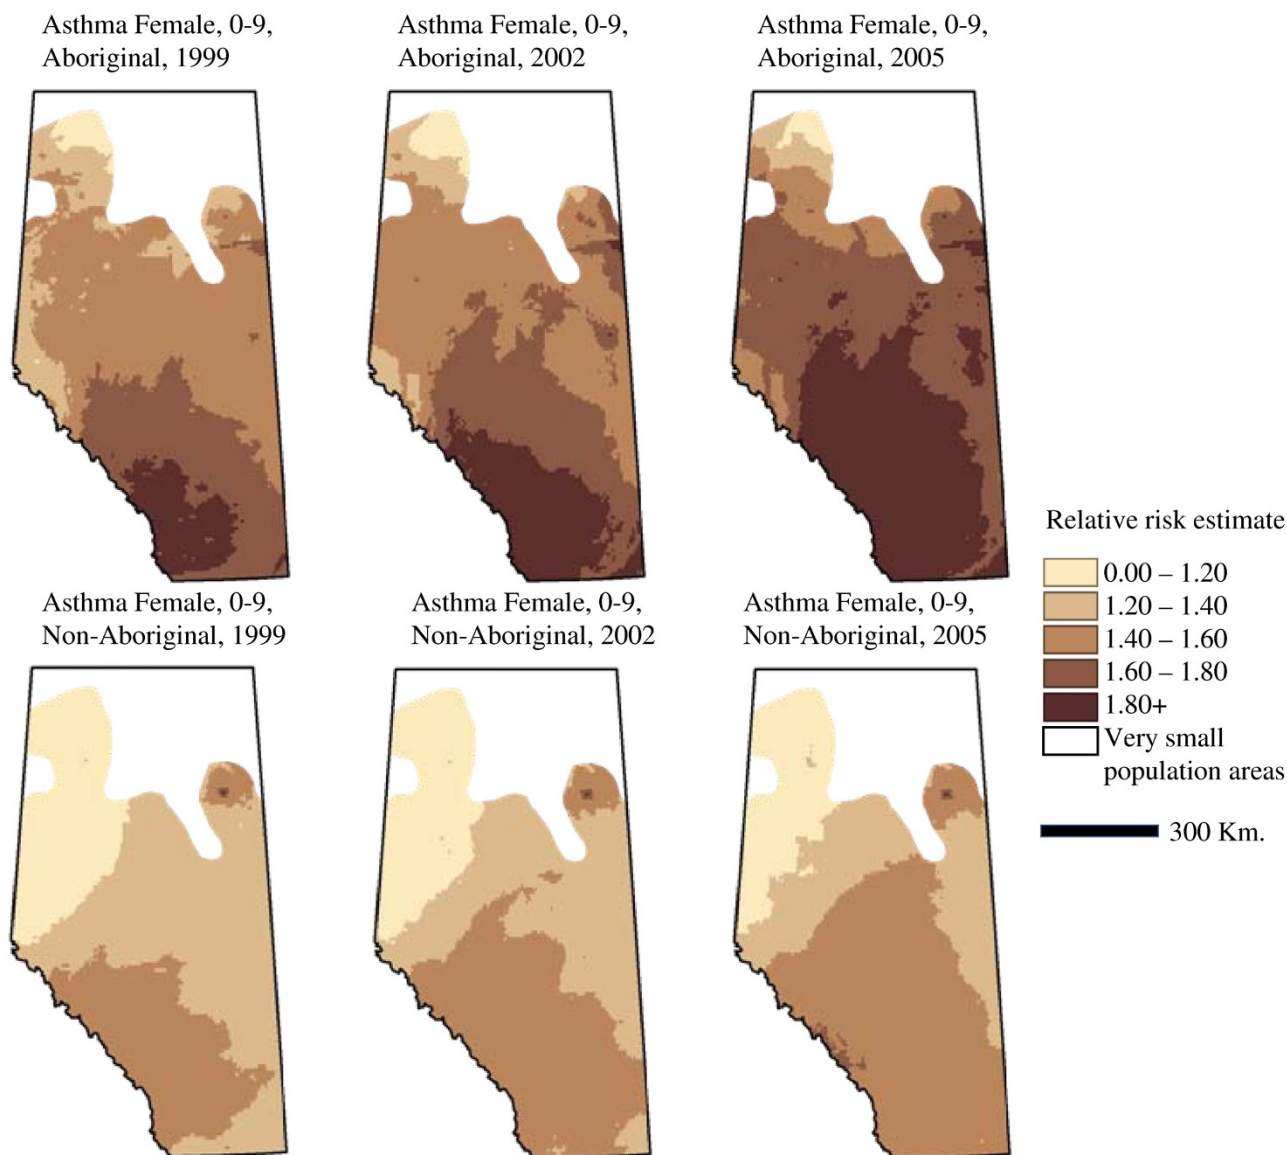 Asthma Female, 0-9,
Aboriginal, 1999
Asthma Female, 0-9,
Aboriginal, 2002
Asthma Female, 0-9,
Aboriginal, 2005
Asthma Female, 0-9,
Non-Aboriginal, 1999
Asthma Female, 0-9,
Non-Aboriginal, 2002
Asthma Female, 0-9,
Non-Aboriginal, 2005
Relative risk estimate
0.00 – 1.20
1.20 – 1.40
1.40 – 1.60
1.60 – 1.80
1.80+
Very small
population areas
300 Km.